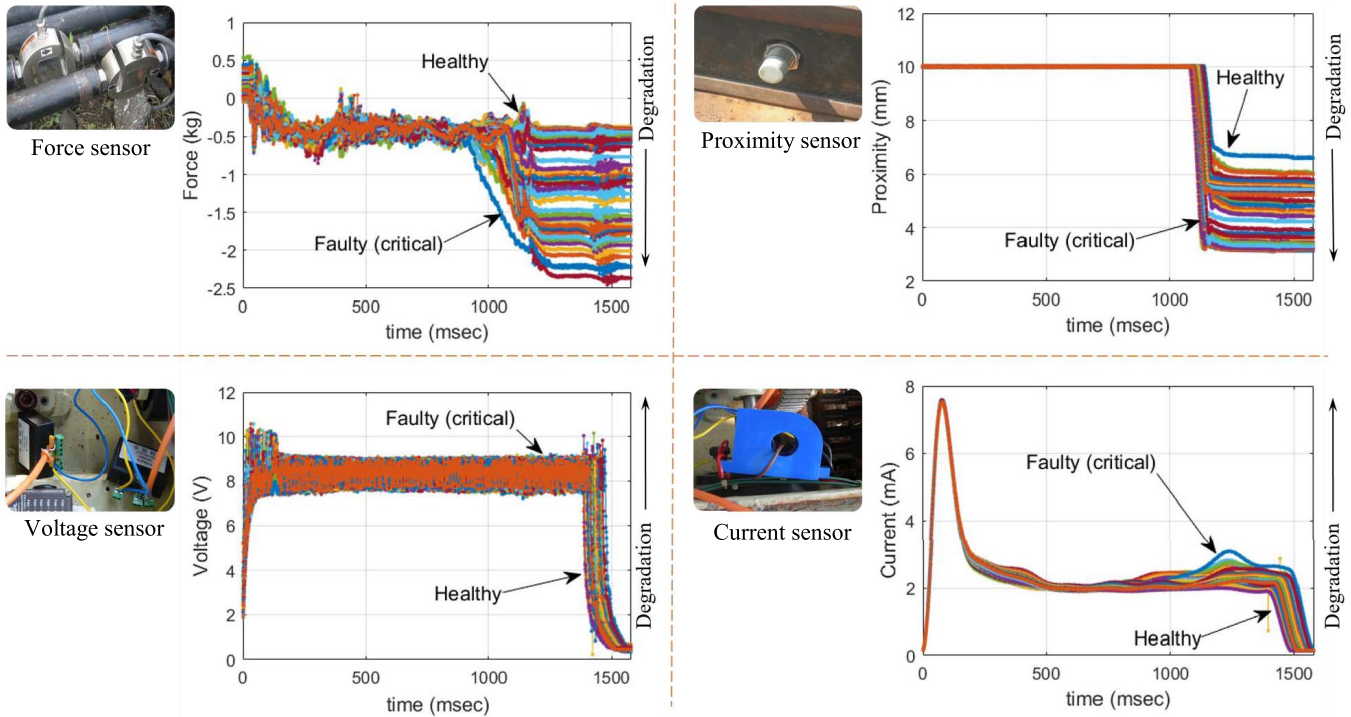 Force sensor
Force (kg)
1
0.5
0
-0.5
-1
-1.5
-2
-2.5
0
500
1000
1500
time (msec)
Healthy
Faulty (critical)
Degradation
Proximity sensor
Proximity (mm)
12
10
8
6
4
2
0
500
1000
1500
time (msec)
Healthy
Faulty (critical)
Degradation
Voltage sensor
Voltage (V)
12
10
8
6
4
2
0
0
500
1000
1500
time (msec)
Faulty (critical)
Healthy
Degradation
Current sensor
Current (mA)
8
6
4
2
0
0
500
1000
1500
time (msec)
Faulty (critical)
Healthy
Degradation